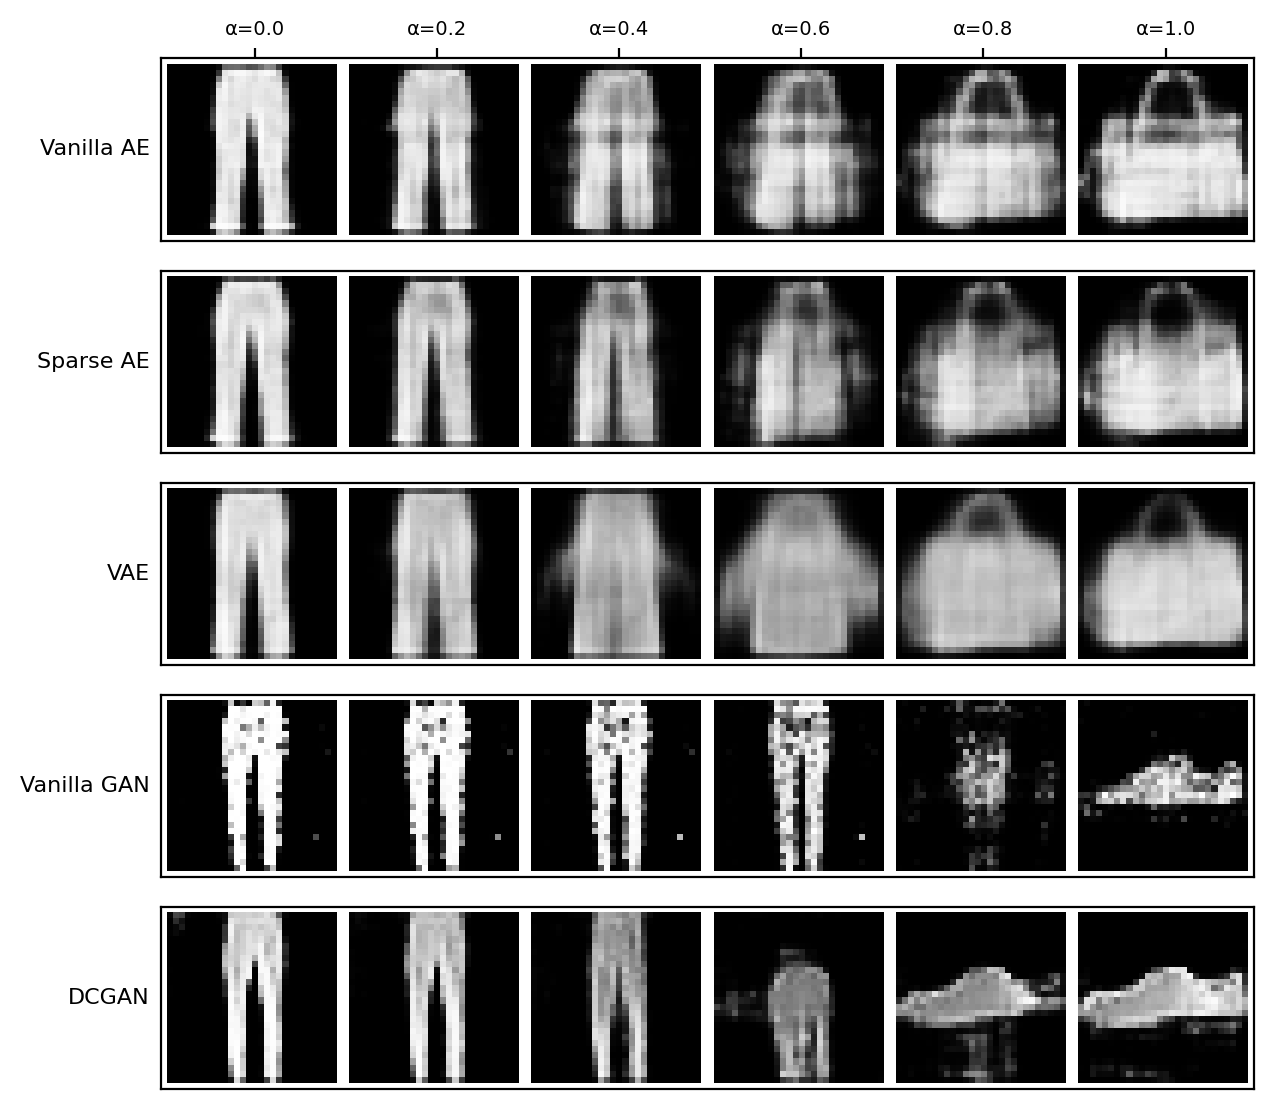 α=0.0 α=0.2 α=0.4 α=0.6 α=0.8 α=1.0
Vanilla AE
Sparse AE
VAE
Vanilla GAN
DCGAN